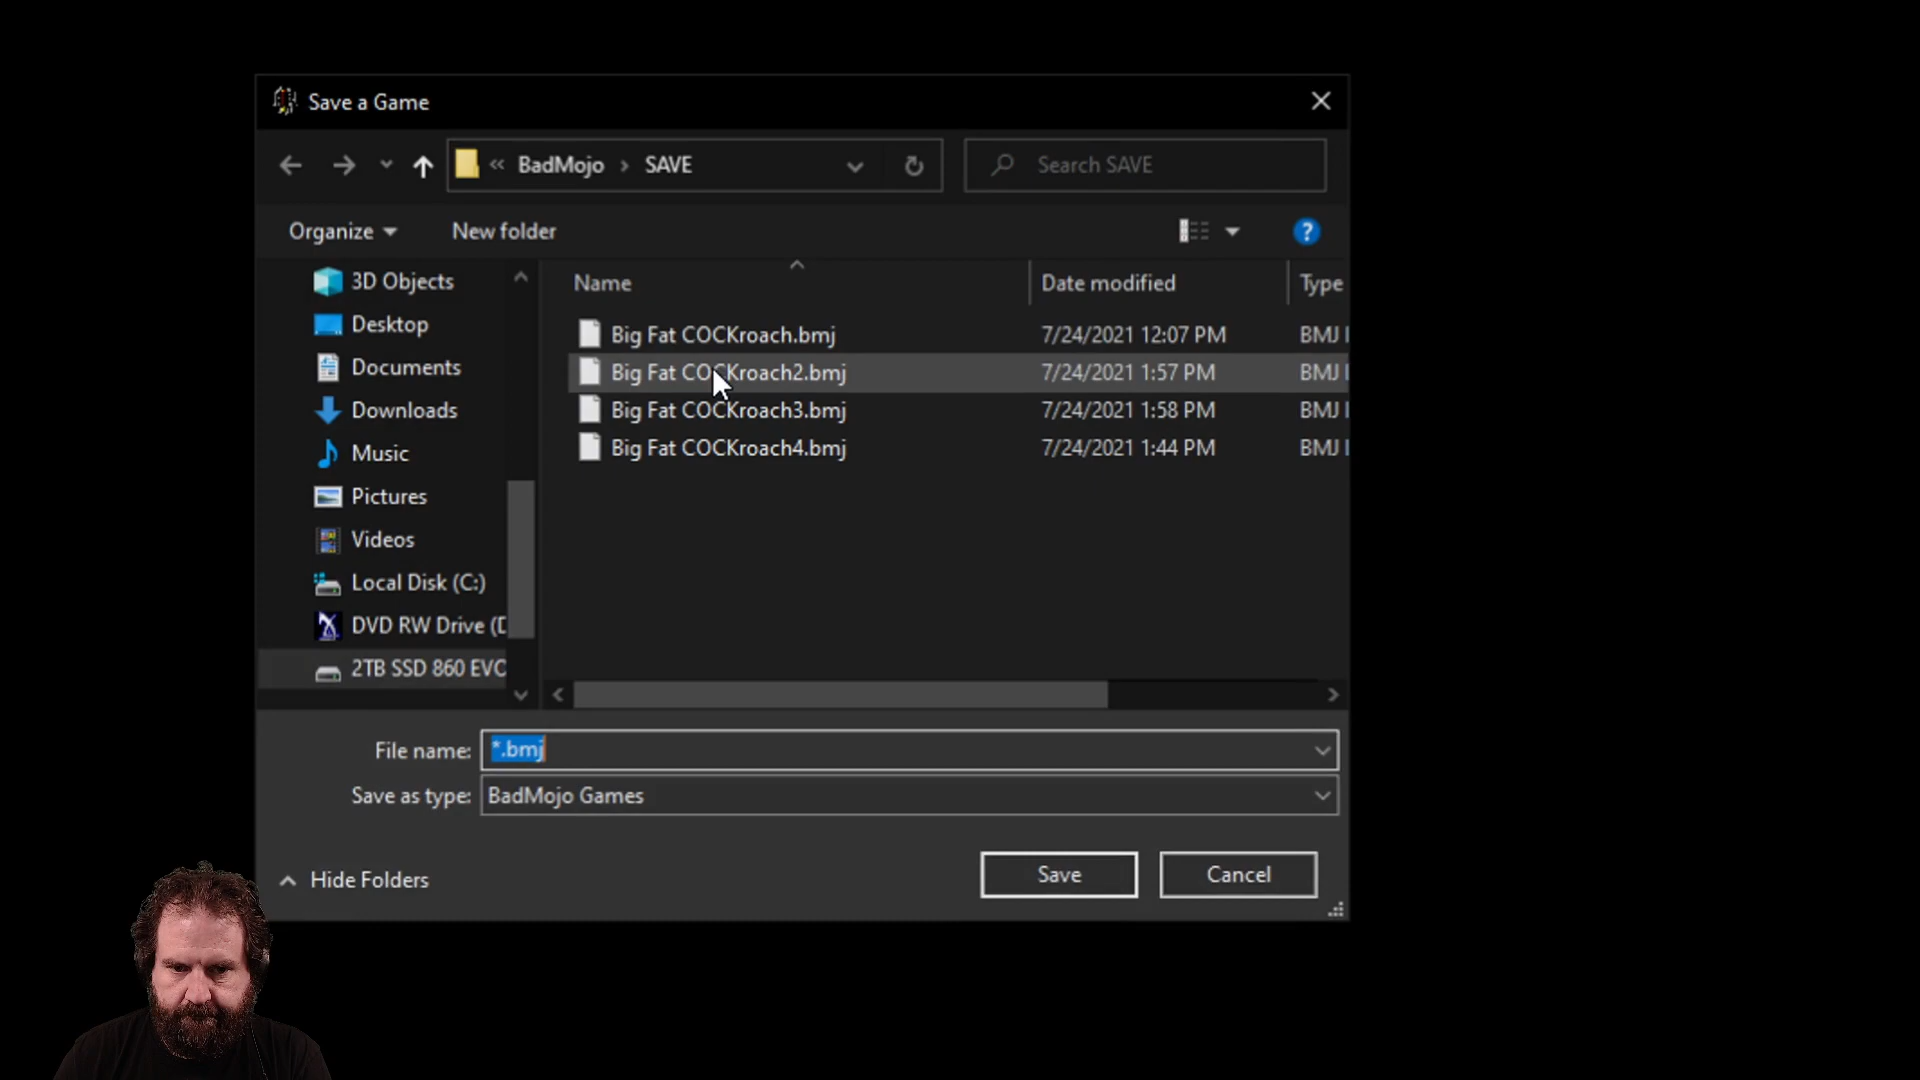 Save a Game
« BadMojo › SAVE
Search SAVE
Organize
New folder
?
3D Objects
Desktop
Documents
Downloads
Music
Pictures
Videos
Local Disk (C:)
DVD RW Drive (D
2TB SSD 860 EVO
Name
Date modified
Type
Big Fat COCKroach.bmj
7/24/2021 12:07 PM
BMJ
Big Fat COCKroach2.bmj
7/24/2021 1:57 PM
BMJ
Big Fat COCKroach3.bmj
7/24/2021 1:58 PM
BMJ
Big Fat COCKroach4.bmj
7/24/2021 1:44 PM
BMJ
File name:
*.bmj
Save as type:
BadMojo Games
Hide Folders
Save
Cancel